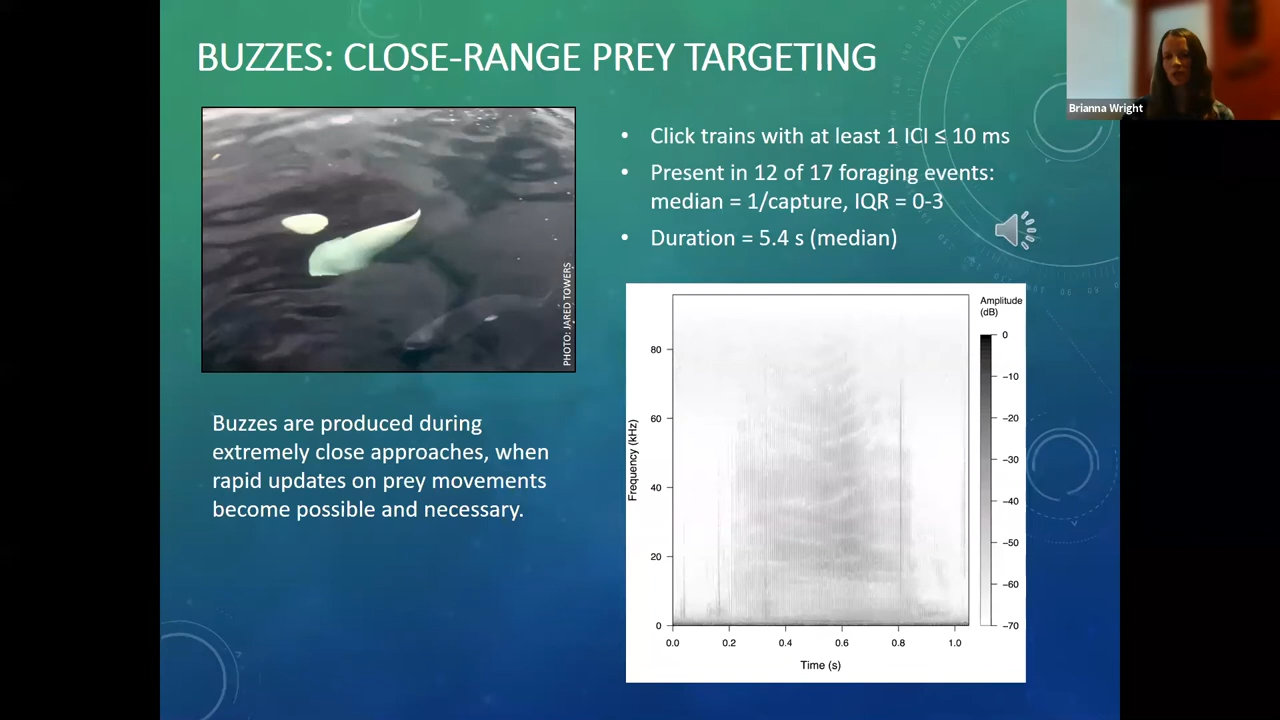 BUZZES: CLOSE-RANGE PREY TARGETING
Brianna Wright
• Click trains with at least 1 ICI ≤ 10 ms
• Present in 12 of 17 foraging events:
median = 1/capture, IQR = 0-3
• Duration = 5.4 s (median)
PHOTO: JARED TOWERS
Buzzes are produced during
extremely close approaches, when
rapid updates on prey movements
become possible and necessary.
Amplitude
(dB)
0
-10
-20
-30
-40
-50
-60
-70
Frequency (kHz)
80
60
40
20
0
0.0 0.2 0.4 0.6 0.8 1.0
Time (s)